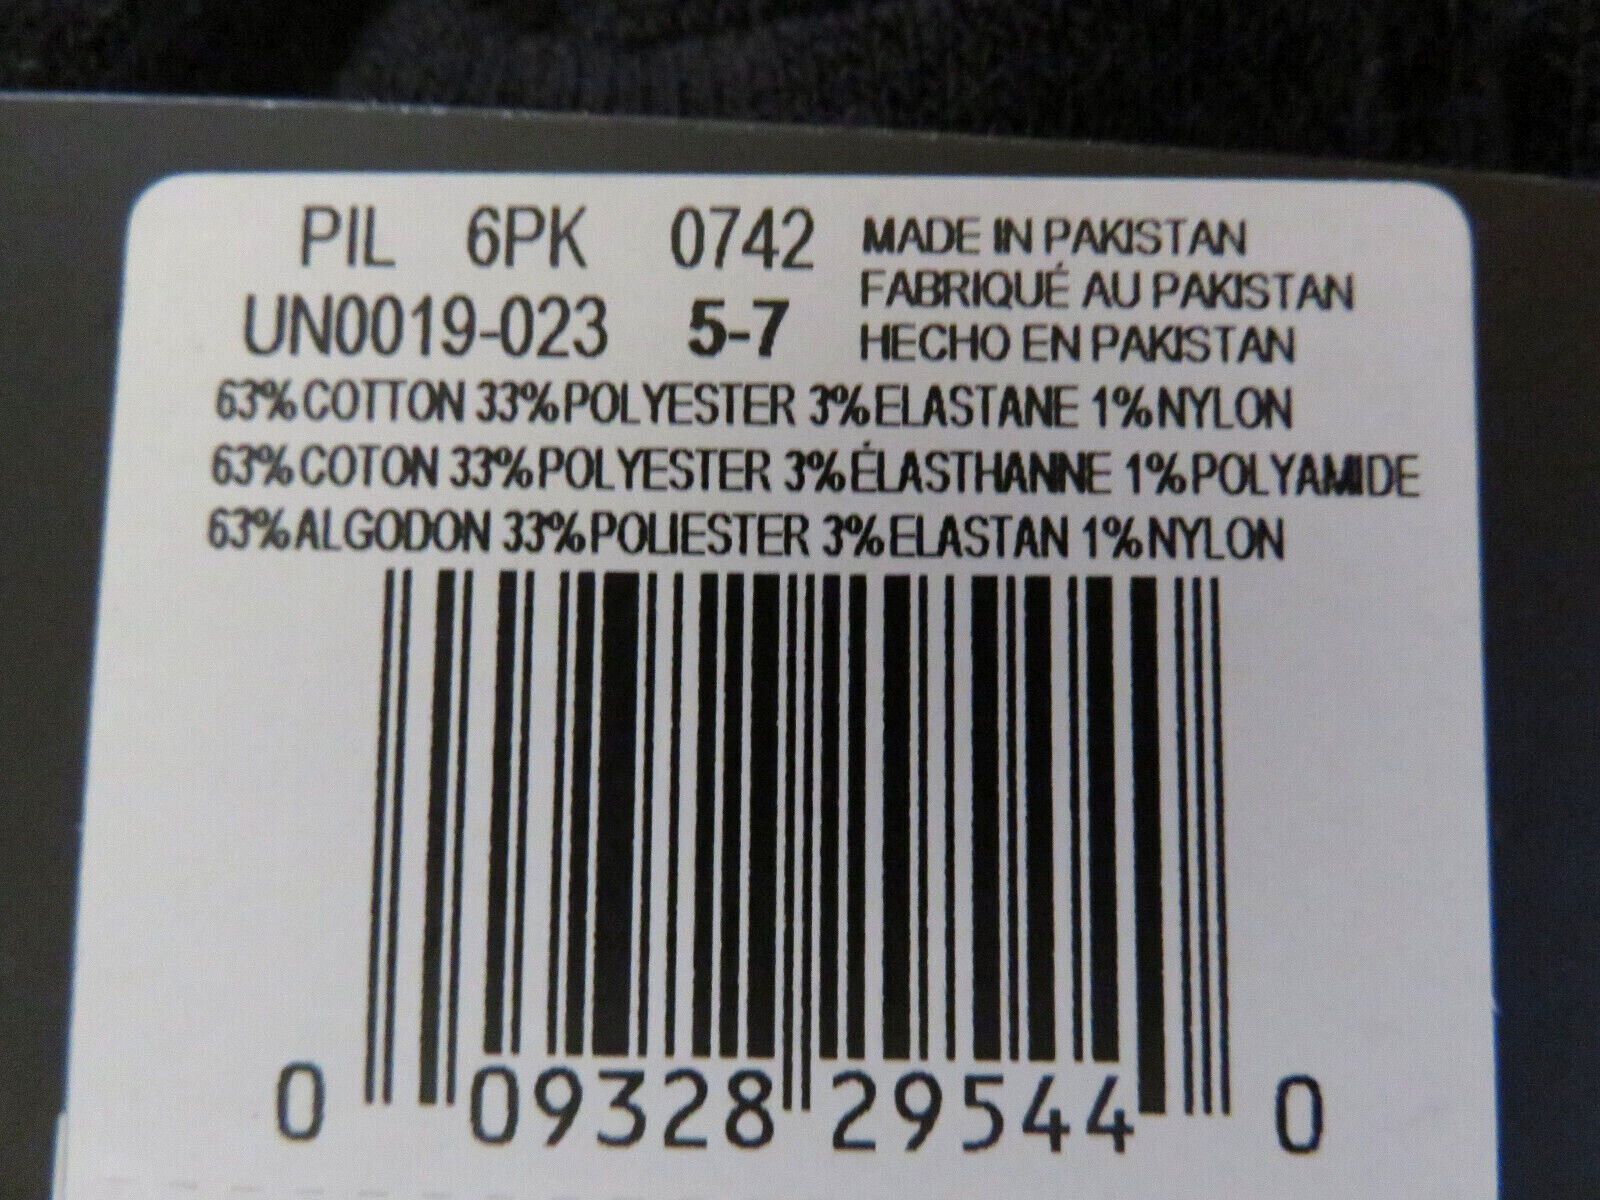 PIL 6PK 0742
UN0019-023 5-7
MADE IN PAKISTAN
FABRIQUÉ AU PAKISTAN
HECHO EN PAKISTAN
63% COTTON 33% POLYESTER 3% ELASTANE 1% NYLON
63% COTON 33% POLYESTER 3% ÉLASTHANNE 1% POLYAMIDE
63% ALGODON 33% POLIESTER 3% ELASTAN 1% NYLON
0 09328 29544 0